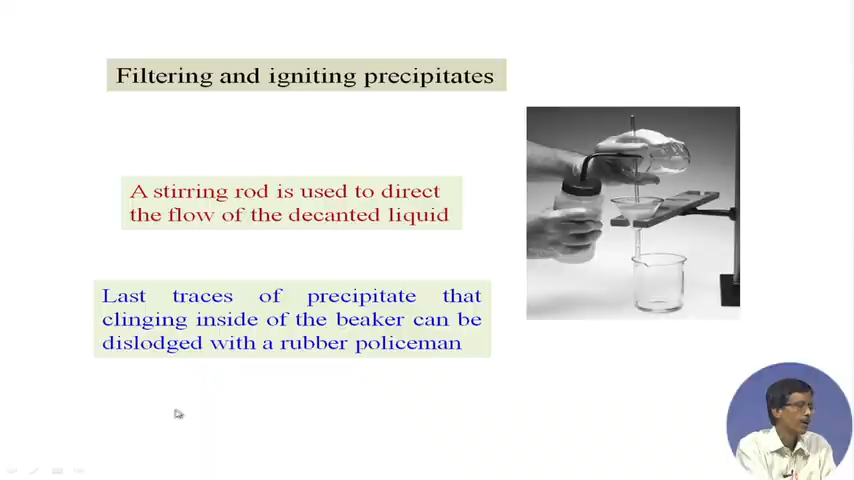 Filtering and igniting precipitates
A stirring rod is used to direct
the flow of the decanted liquid
Last traces of precipitate that
clinging inside of the beaker can be
dislodged with a rubber policeman